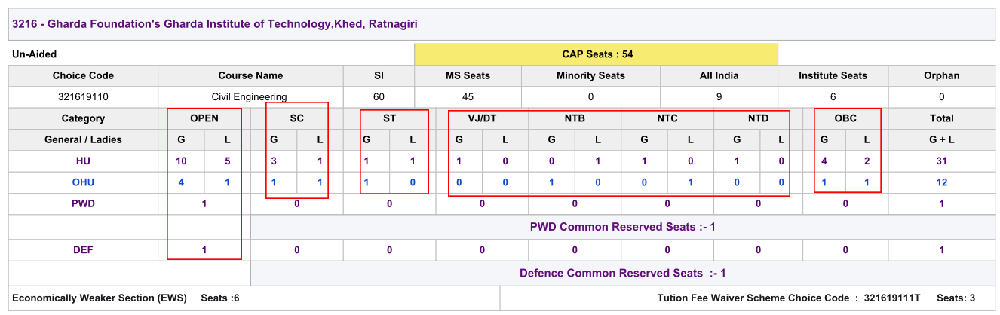 3216 - Gharda Foundation's Gharda Institute of Technology,Khed, Ratnagiri
Un-Aided CAP Seats : 54
Choice Code Course Name SI MS Seats Minority Seats All India Institute Seats Orphan
321619110 Civil Engineering 60 45 0 9 6 0
Category OPEN SC ST VJ/DT NTB NTC NTD OBC Total
General / Ladies G L G L G L G L G L G L G L G L G + L
HU 10 5 3 1 1 1 1 0 0 1 1 0 1 0 4 2 31
OHU 4 1 1 1 1 0 0 0 1 0 0 1 0 0 1 1 12
PWD 1 0 0 0 0 0 0 0 1
PWD Common Reserved Seats :- 1
DEF 1 0 0 0 0 0 0 0 1
Defence Common Reserved Seats :- 1
Economically Weaker Section (EWS) Seats :6 Tution Fee Waiver Scheme Choice Code : 321619111T Seats: 3